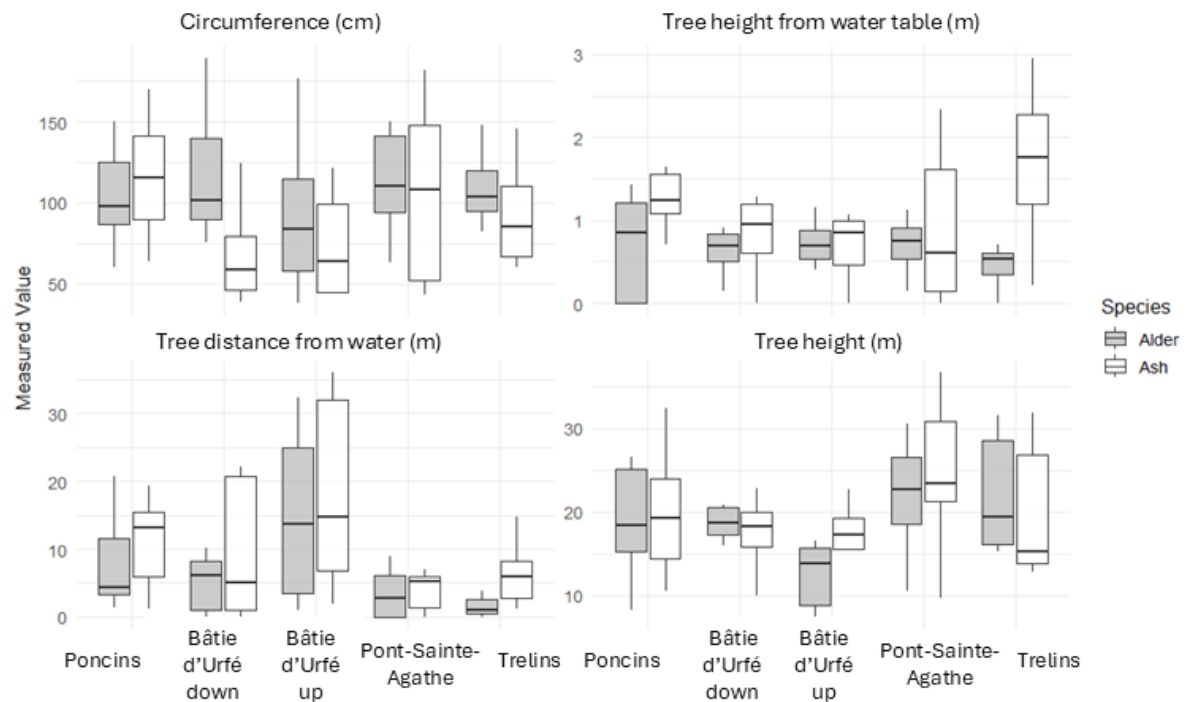 Circumference (cm)
Tree height from water table (m)
150
100
50
3
2
1
0
Measured Value
Tree distance from water (m)
Tree height (m)
30
20
10
0
30
20
10
Species
Alder
Ash
Poncins
Bâtie
d'Urfé
down
Bâtie
d'Urfé
up
Pont-Sainte-
Agathe
Trelins
Poncins
Bâtie
d'Urfé
down
Bâtie
d'Urfé
up
Pont-Sainte-
Agathe
Trelins